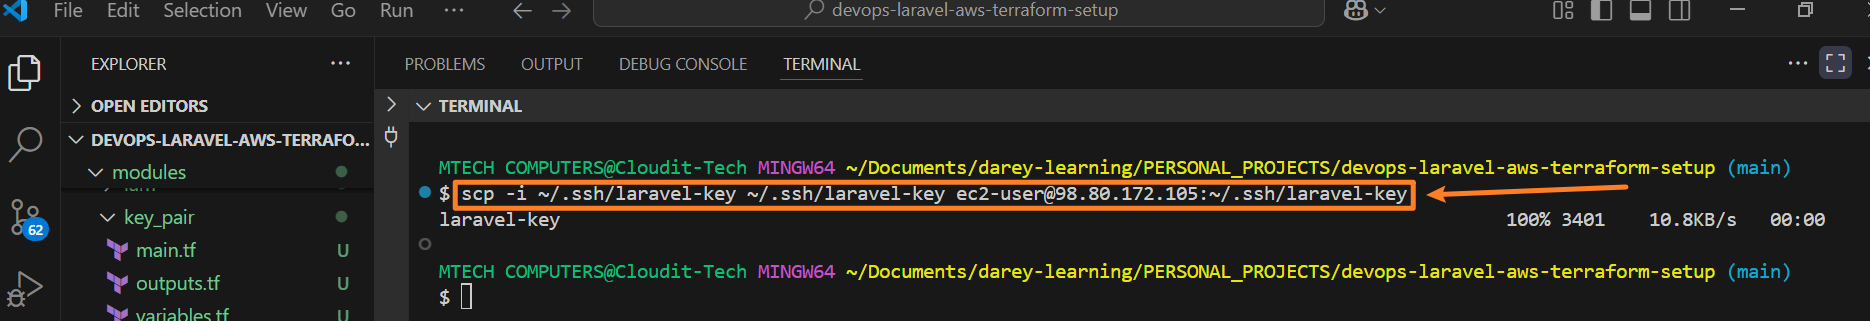 File Edit Selection View Go Run ··· devops-laravel-aws-terraform-setup
EXPLORER ···
PROBLEMS OUTPUT DEBUG CONSOLE TERMINAL ···
OPEN EDITORS
TERMINAL
DEVOPS-LARAVEL-AWS-TERRAFO...
modules
MTECH COMPUTERS@Cloudit-Tech MINGW64 ~/Documents/darey-learning/PERSONAL_PROJECTS/devops-laravel-aws-terraform-setup (main)
$ scp -i ~/.ssh/laravel-key ~/.ssh/laravel-key ec2-user@98.80.172.105:~/.ssh/laravel-key
laravel-key 100% 3401 10.8KB/s 00:00
key_pair
62
main.tf U
MTECH COMPUTERS@Cloudit-Tech MINGW64 ~/Documents/darey-learning/PERSONAL_PROJECTS/devops-laravel-aws-terraform-setup (main)
$
outputs.tf U
variables.tf U